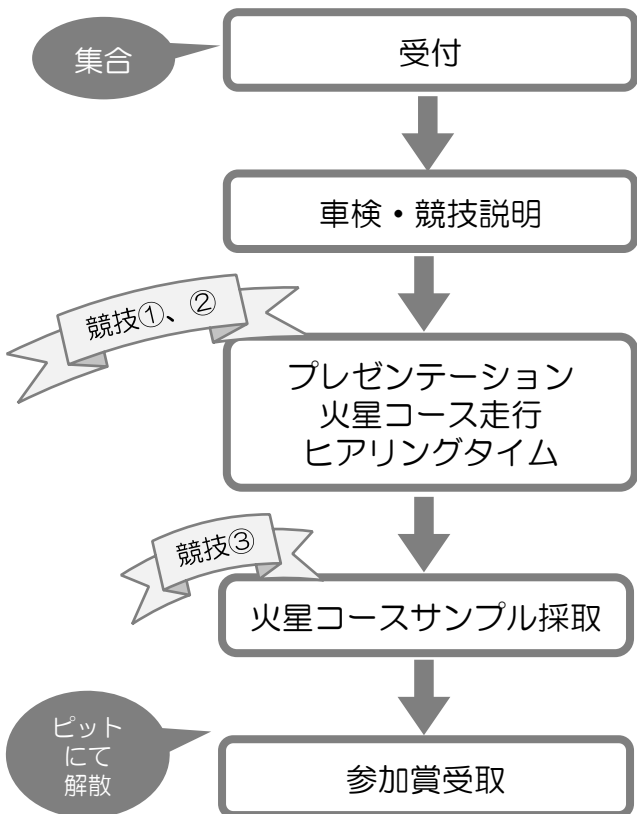 集合
受付
車検・競技説明
競技①、②
プレゼンテーション
火星コース走行
ヒアリングタイム
競技③
火星コースサンプル採取
ピット
にて
解散
参加賞受取